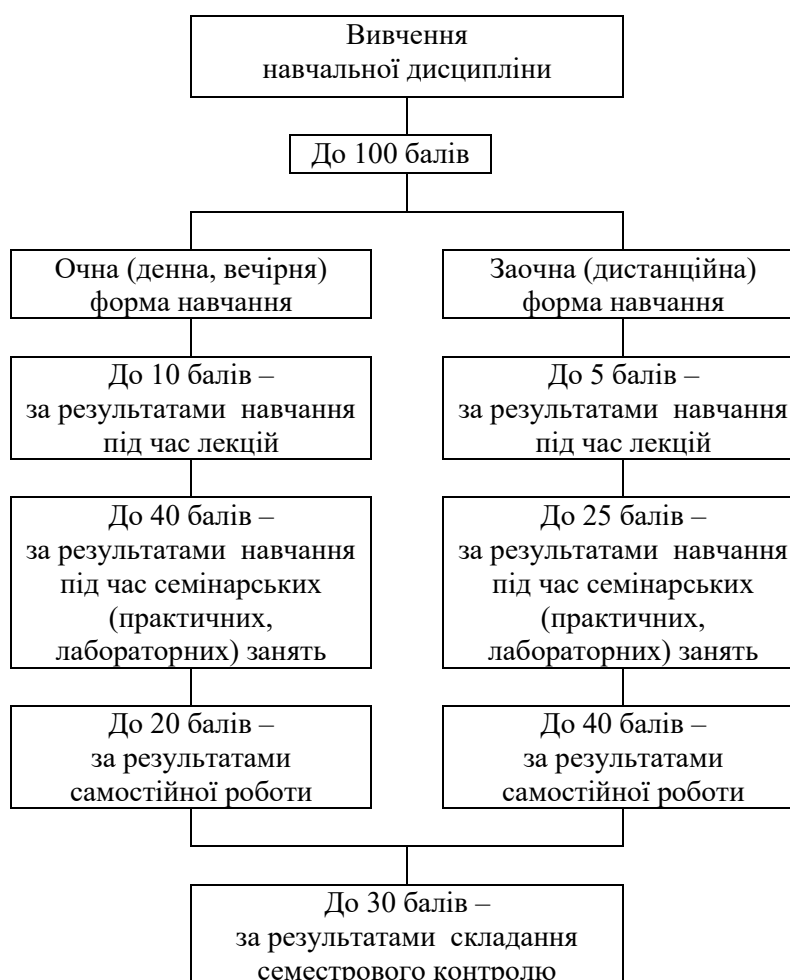 Вивчення
навчальної дисципліни
До 100 балів
Очна (денна, вечірня)
форма навчання
До 10 балів –
за результатами навчання
під час лекцій
До 40 балів –
за результатами навчання
під час семінарських
(практичних,
лабораторних) занять
До 20 балів –
за результатами
самостійної роботи
Заочна (дистанційна)
форма навчання
До 5 балів –
за результатами навчання
під час лекцій
До 25 балів –
за результатами навчання
під час семінарських
(практичних,
лабораторних) занять
До 40 балів –
за результатами
самостійної роботи
До 30 балів –
за результатами складання
семестрового контролю